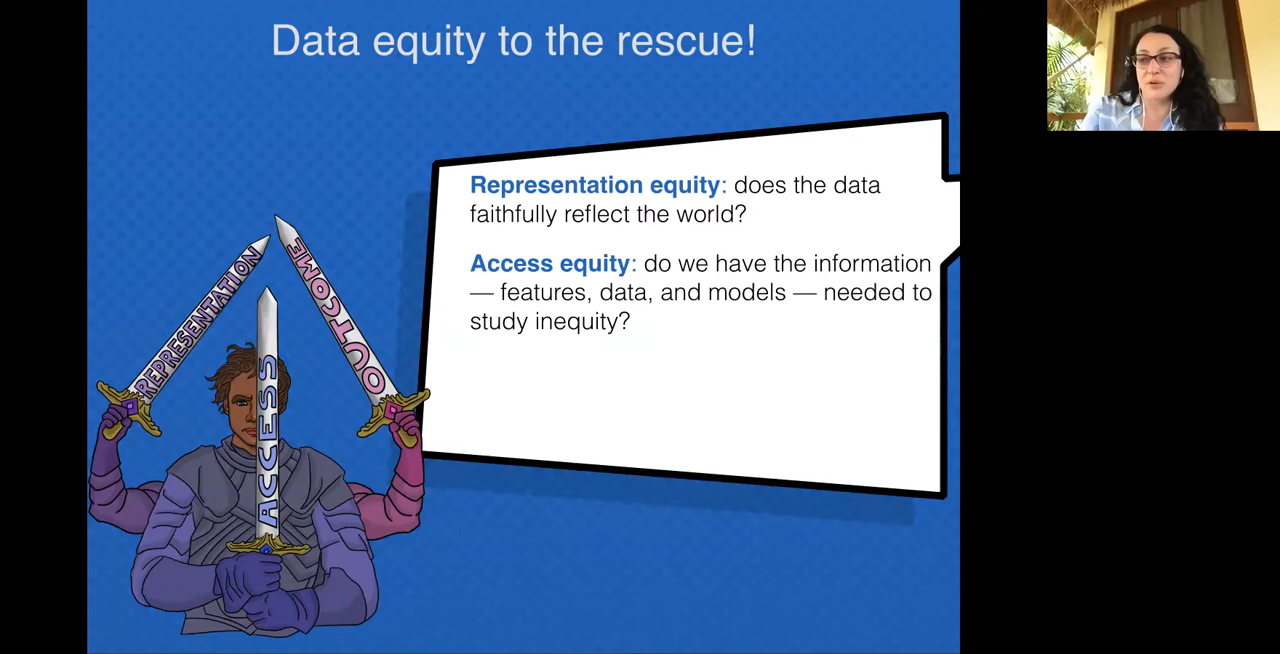 Data equity to the rescue!
Representation equity: does the data
faithfully reflect the world?
Access equity: do we have the information
— features, data, and models — needed to
study inequity?
REPRESENTATION
ACCESS
OUTCOME